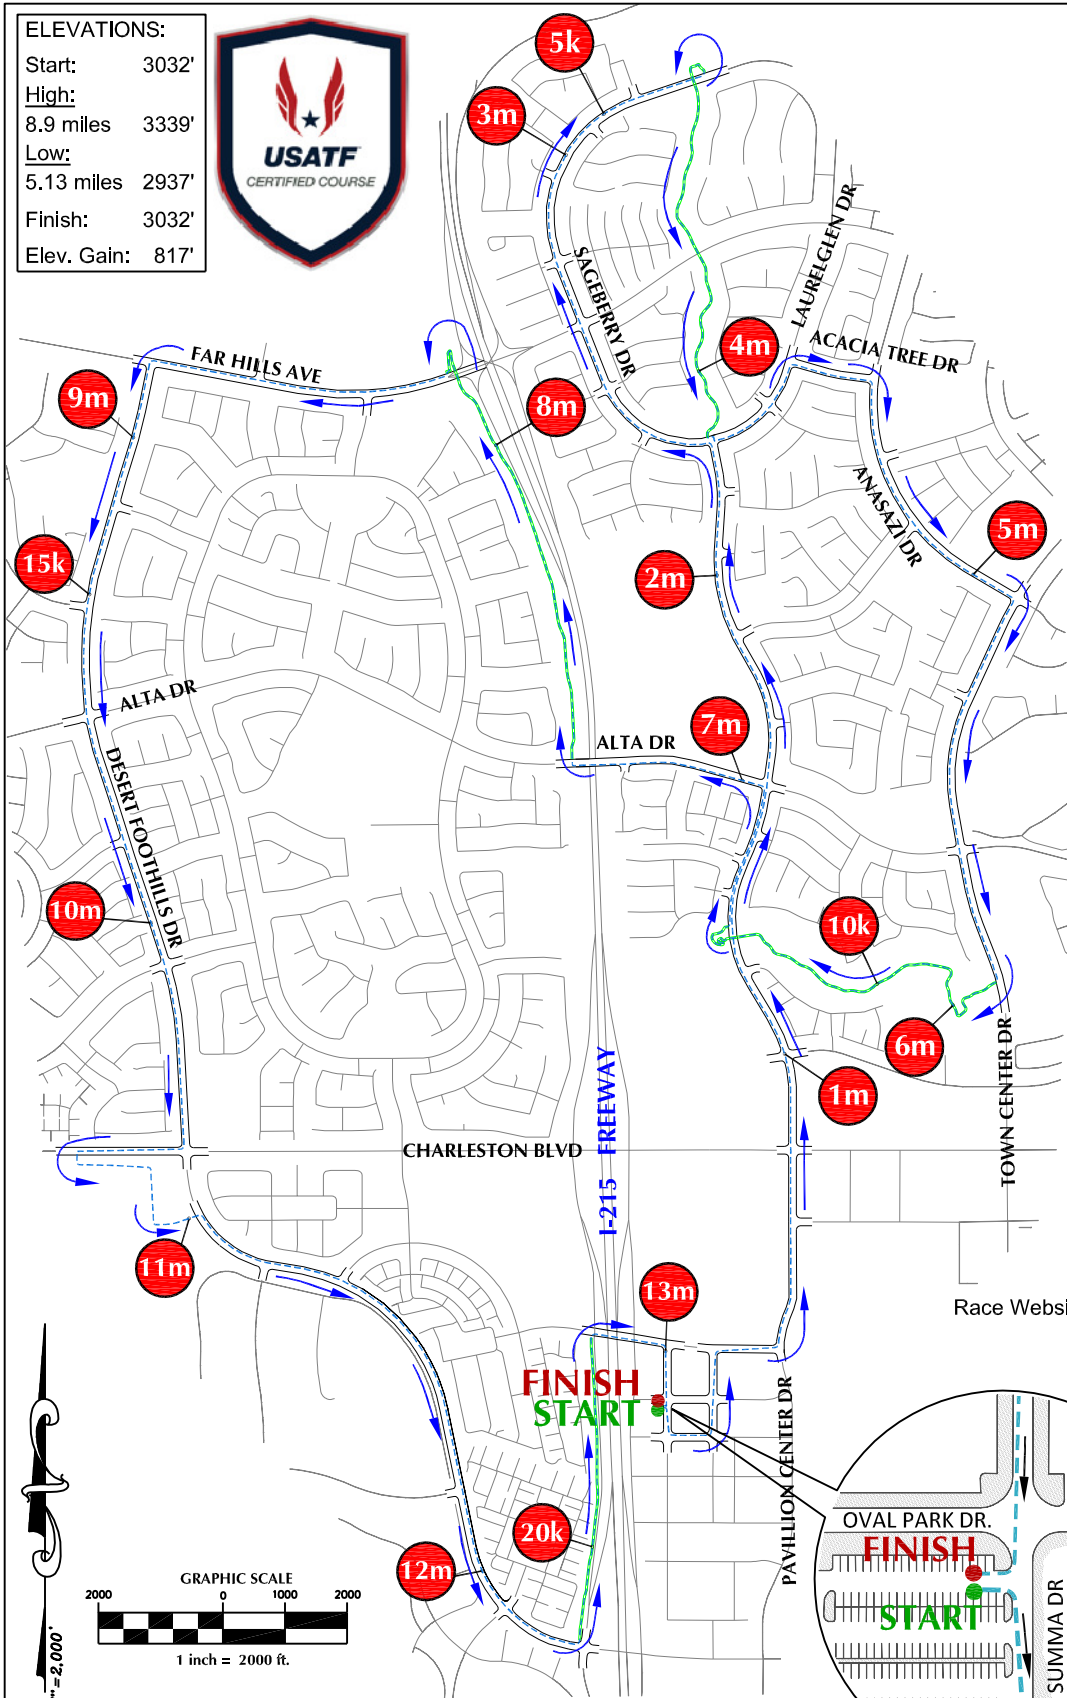 ELEVATIONS:
Start: 3032'
High:
8.9 miles 3339'
Low:
5.13 miles 2937'
Finish: 3032'
Elev. Gain: 817'
USATF
CERTIFIED COURSE
5k
3m
SAGEBERRY DR
LAURELGLEN DR
4m
ACACIA TREE DR
FAR HILLS AVE
9m
8m
ANASAZI DR
5m
15k
2m
ALTA DR
7m
ALTA DR
DESERT FOOTHILLS DR
10m
10k
6m
1m
TOWN CENTER DR
I-215 FREEWAY
CHARLESTON BLVD
11m
13m
Race Websi
FINISH
START
PAVILLION CENTER DR
20k
12m
OVAL PARK DR.
FINISH
START
SUMMA DR
GRAPHIC SCALE
2000 0 1000 2000
1 inch = 2000 ft.
=2,000'